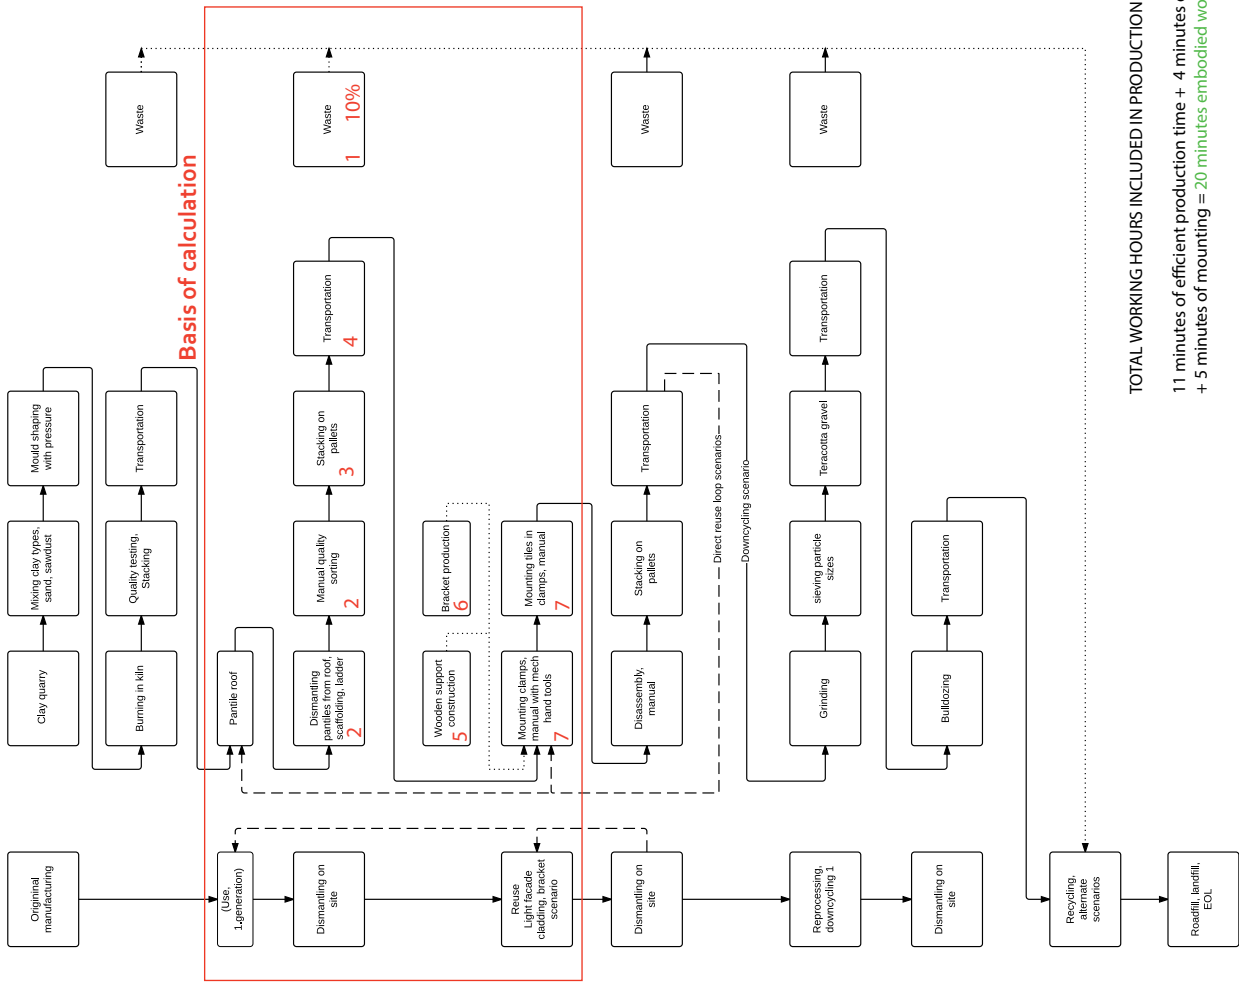 Origininal
manufacturing
Clay quarry
Mixing clay types,
sand, sawdust
Mould shaping
with pressure
Burning in kiln
Quality testing,
Stacking
Transportation
Waste
Basis of calculation
(Use,
1.generation)
Pantile roof
Dismantling on
site
Dismantling
pantiles from roof,
scaffolding, ladder
2
Manual quality
sorting
2
Stacking on
pallets
3
Transportation
4
Waste
1 10%
Wooden support
construction
5
Bracket production
6
Reuse
Light facade
cladding, bracket
scenario
Mounting clamps,
manual with mech
hand tools
7
Mounting tiles in
clamps, manual
7
Dismantling on
site
Disassembly,
manual
Stacking on
pallets
Transportation
Waste
Direct reuse loop scenarios
Downcycling scenario
Reprocessing,
downcycling 1
Grinding
sieving particle
sizes
Teracotta gravel
Transportation
Waste
Dismantling on
site
Bulldozing
Transportation
Recycling,
alternate
scenarios
Roadfill, landfill,
EOL
TOTAL WORKING HOURS INCLUDED IN PRODUCTION
11 minutes of efficient production time + 4 minutes
+ 5 minutes of mounting = 20 minutes embodied